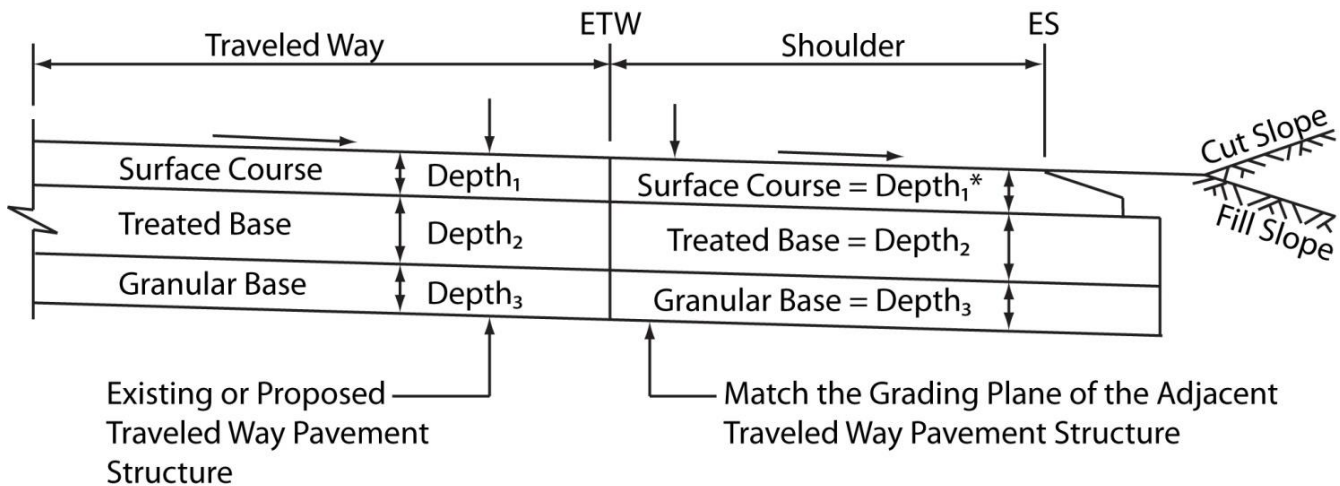 ETW
ES
Traveled Way
Shoulder
Cut Slope
Fill Slope
Surface Course
Depth₁
Surface Course = Depth₁*
Treated Base
Depth₂
Treated Base = Depth₂
Granular Base
Depth₃
Granular Base = Depth₃
Existing or Proposed
Traveled Way Pavement
Structure
Match the Grading Plane of the Adjacent
Traveled Way Pavement Structure